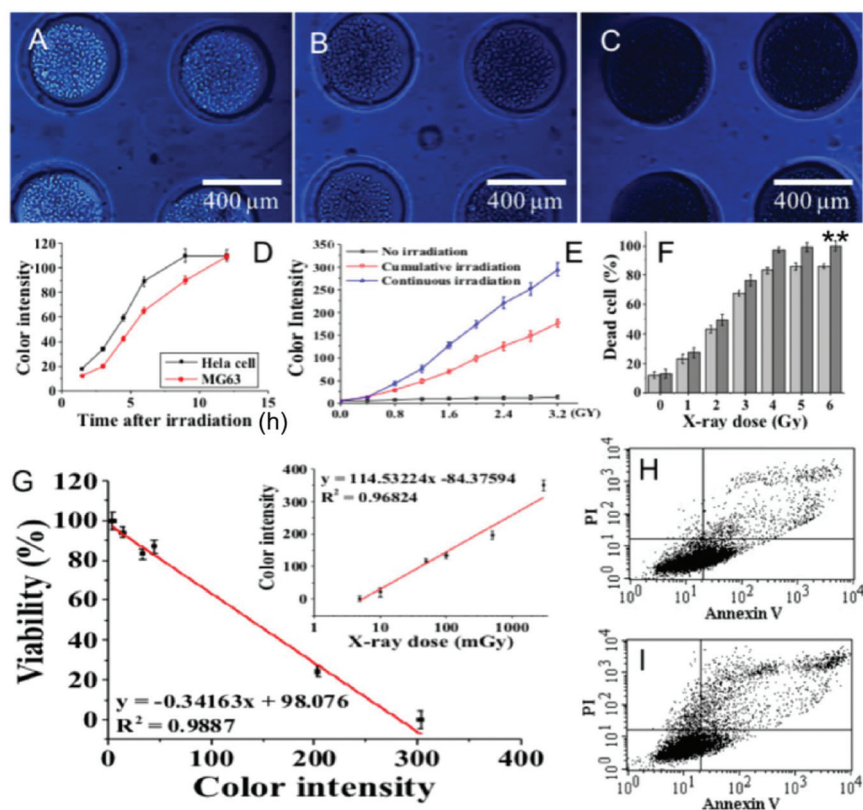 A
B
C
400 μm
400 μm
400 μm
D
Color intensity
120
100
80
60
40
20
0
Hela cell
MG63
0
5
10
15
Time after irradiation (h)
E
Color Intensity
350
300
250
200
150
100
50
0
No irradiation
Cumulative irradiation
Continuous irradiation
0.0
0.8
1.6
2.4
3.2
(GY)
F
**
Dead cell (%)
100
80
60
40
20
0
0
1
2
3
4
5
6
X-ray dose (Gy)
G
Viability (%)
120
100
80
60
40
20
0
y = -0.34163x + 98.076
R² = 0.9887
0
100
200
300
400
Color intensity
y = 114.53224x -84.37594
R² = 0.96824
Color intensity
400
300
200
100
0
1
10
100
1000
X-ray dose (mGy)
H
PI
10⁴
10³
10²
10¹
10⁰
10⁰
10¹
10²
10³
10⁴
Annexin V
I
PI
10⁴
10³
10²
10¹
10⁰
10⁰
10¹
10²
10³
10⁴
Annexin V